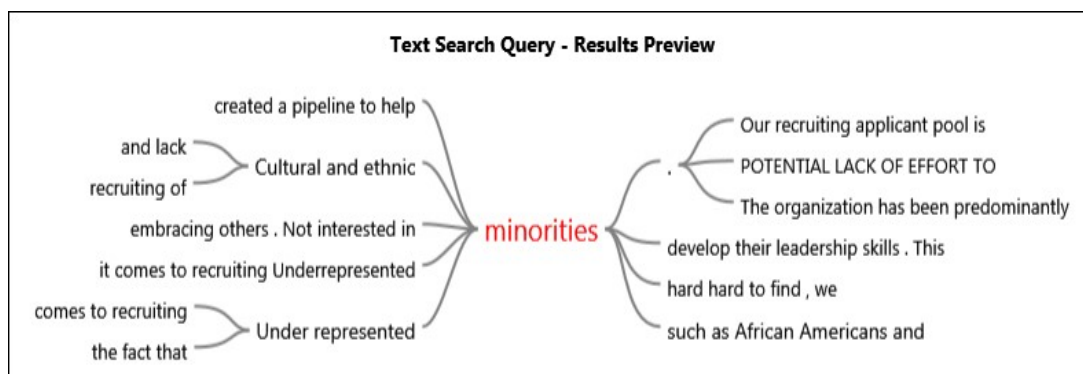 Text Search Query - Results Preview
created a pipeline to help
and lack
Cultural and ethnic
recruiting of
embracing others . Not interested in
it comes to recruiting Underrepresented
comes to recruiting
Under represented
the fact that
minorities
.
Our recruiting applicant pool is
POTENTIAL LACK OF EFFORT TO
The organization has been predominantly
develop their leadership skills . This
hard hard to find , we
such as African Americans and